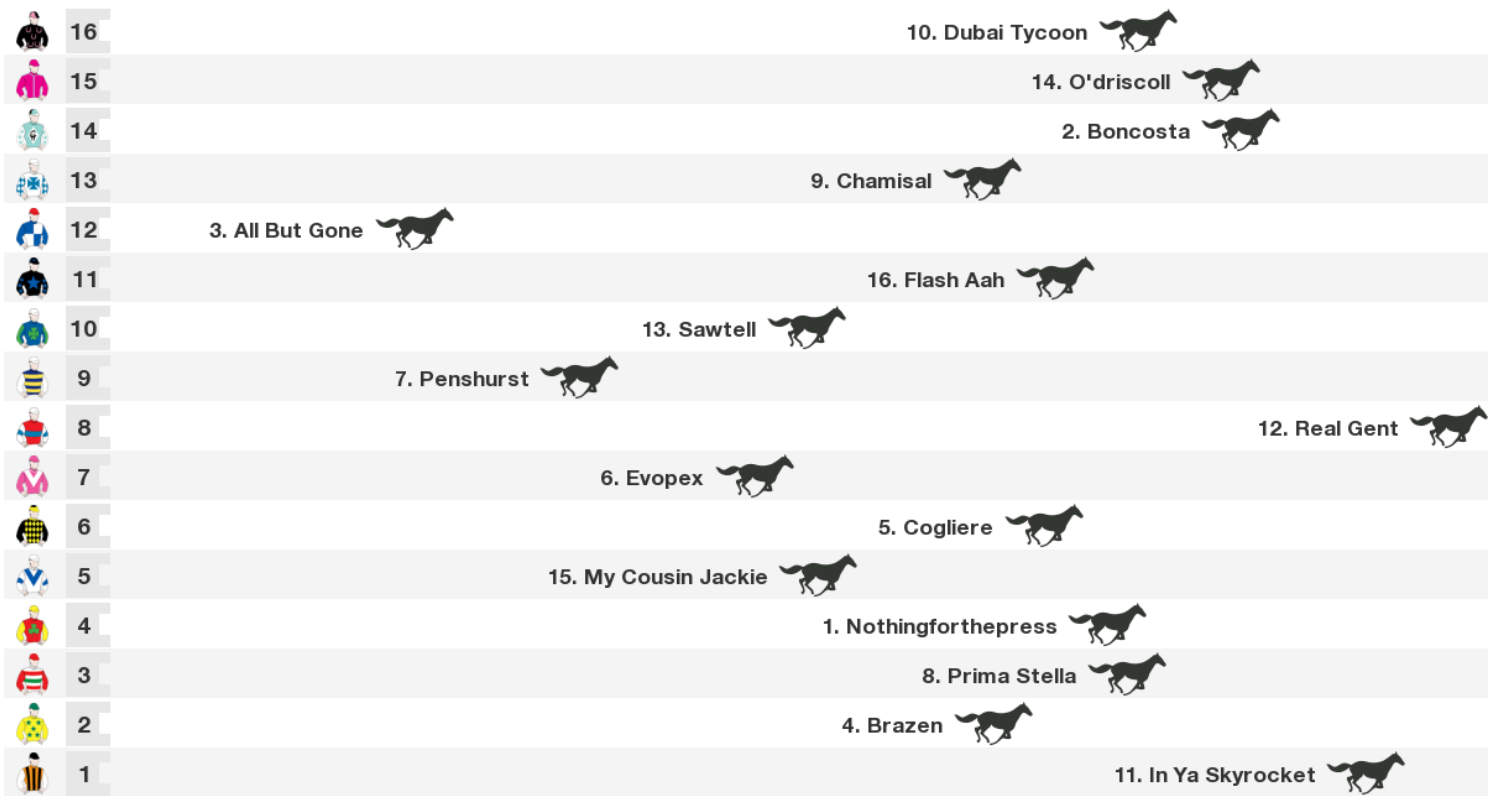 16 10. Dubai Tycoon
15 14. O'driscoll
14 2. Boncosta
13 9. Chamisal
12 3. All But Gone
11 16. Flash Aah
10 13. Sawtell
9 7. Penshurst
8 12. Real Gent
7 6. Evopex
6 5. Cogliere
5 15. My Cousin Jackie
4 1. Nothingforthepress
3 8. Prima Stella
2 4. Brazen
1 11. In Ya Skyrocket